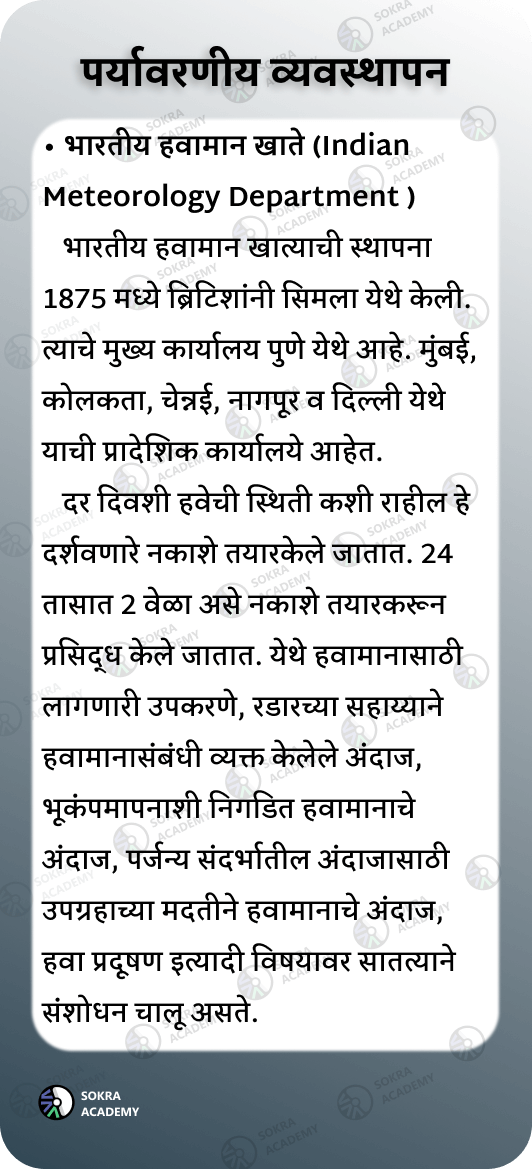 पर्यावरणीय व्यवस्थापन
• भारतीय हवामान खाते (Indian
Meteorology Department )
भारतीय हवामान खात्याची स्थापना
1875 मध्ये ब्रिटिशांनी सिमला येथे केली.
त्याचे मुख्य कार्यालय पुणे येथे आहे. मुंबई,
कोलकता, चेन्नई, नागपूर व दिल्ली येथे
याची प्रादेशिक कार्यालये आहेत.
दर दिवशी हवेची स्थिती कशी राहील हे
दर्शवणारे नकाशे तयारकेले जातात. 24
तासात 2 वेळा असे नकाशे तयारकरून
प्रसिद्ध केले जातात. येथे हवामानासाठी
लागणारी उपकरणे, रडारच्या सहाय्याने
हवामानासंबंधी व्यक्त केलेले अंदाज,
भूकंपमापनाशी निगडित हवामानाचे
अंदाज, पर्जन्य संदर्भातील अंदाजासाठी
उपग्रहाच्या मदतीने हवामानाचे अंदाज,
हवा प्रदूषण इत्यादी विषयावर सातत्याने
संशोधन चालू असते.
SOKRA
ACADEMY